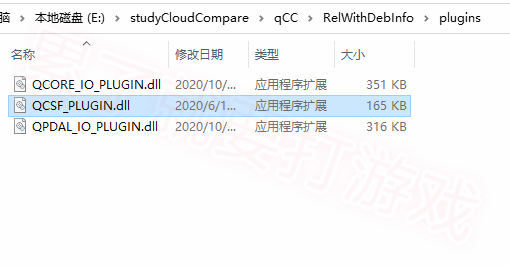 脑 > 本地磁盘 (E:) > studyCloudCompare > qCC > RelWithDebInfo > plugins
名称 修改日期 类型 大小
QCORE_IO_PLUGIN.dll 2020/10/... 应用程序扩展 351 KB
QCSF_PLUGIN.dll 2020/6/1... 应用程序扩展 165 KB
QPDAL_IO_PLUGIN.dll 2020/10/... 应用程序扩展 316 KB